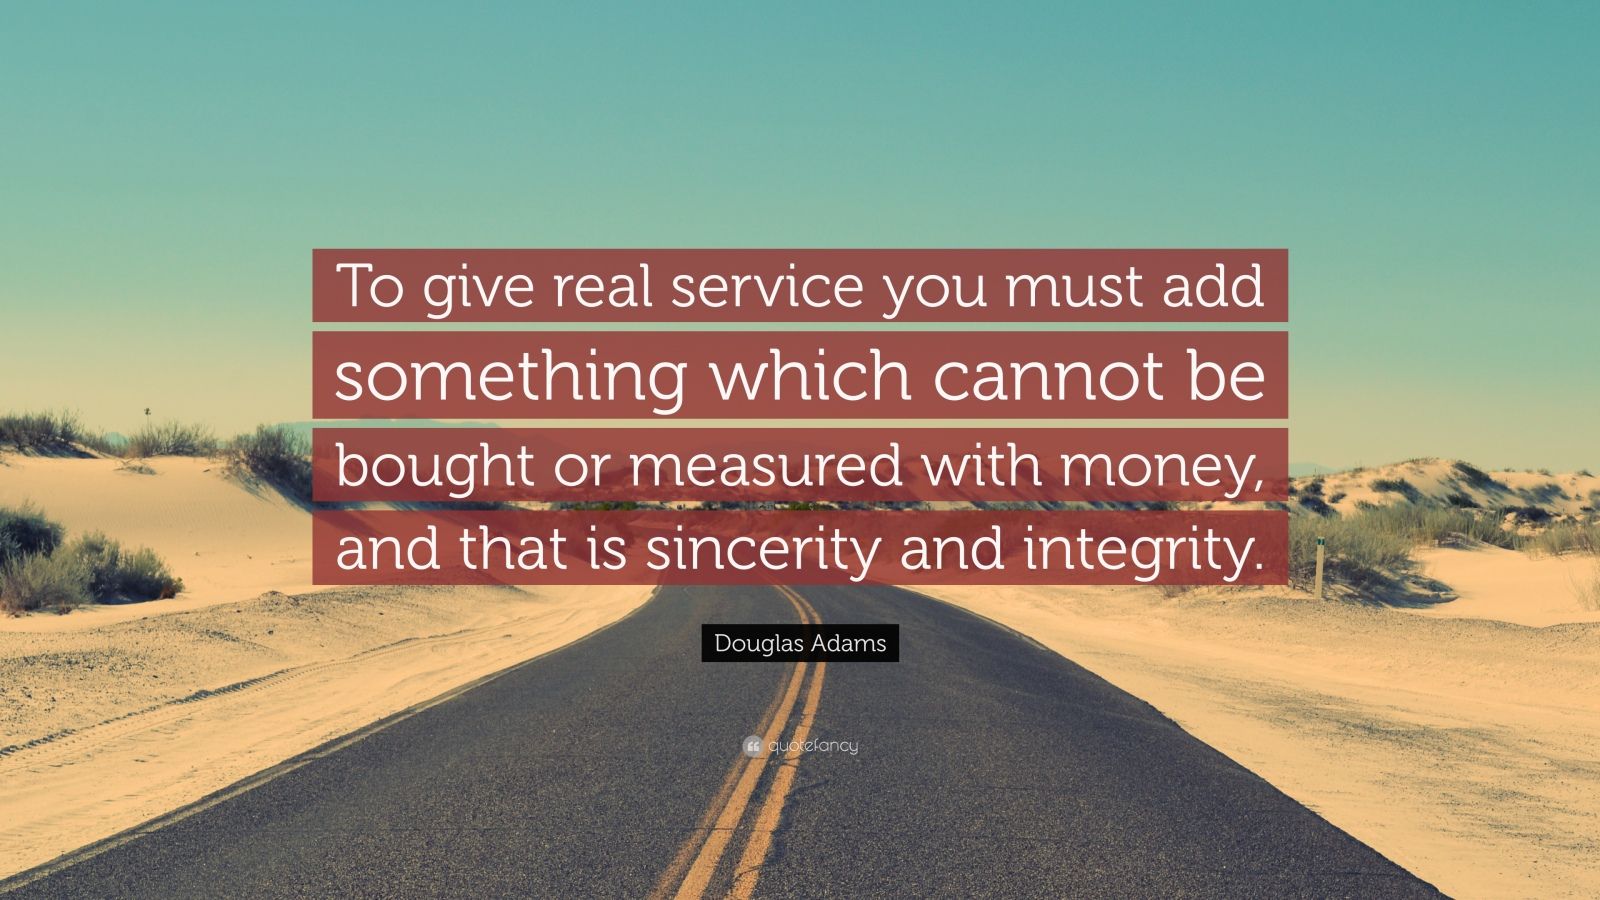 To give real service you must add
something which cannot be
bought or measured with money,
and that is sincerity and integrity.
Douglas Adams
quotefancy